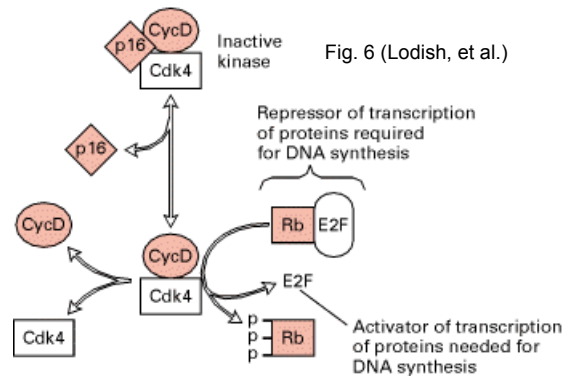 CycD
p16
Cdk4
Inactive
kinase
Fig. 6 (Lodish, et al.)
Repressor of transcription
of proteins required
for DNA synthesis
p16
CycD
Rb
E2F
CycD
Cdk4
E2F
Cdk4
p
p
p
Rb
Activator of transcription
of proteins needed for
DNA synthesis